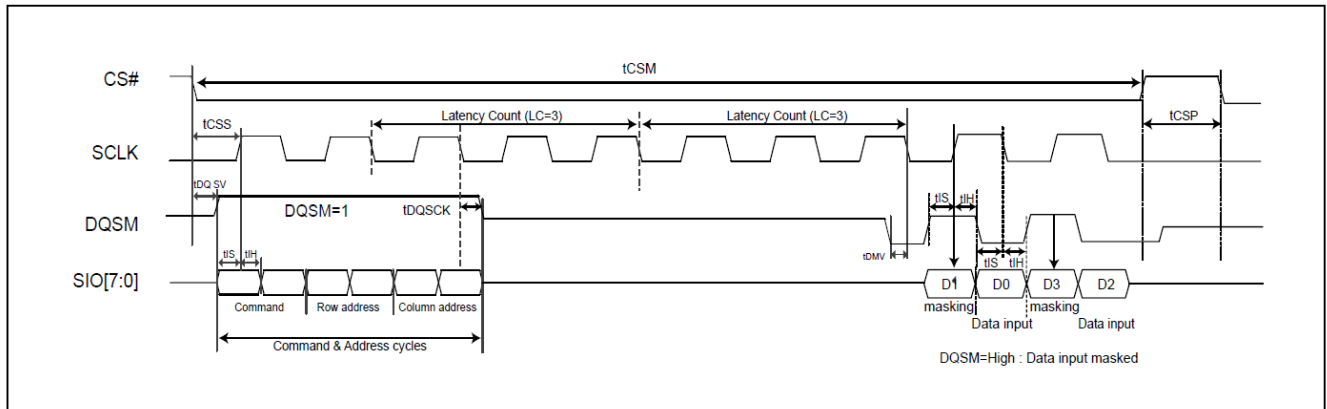 tCSM
CS#
tCSS
Latency Count (LC=3)
Latency Count (LC=3)
tCSP
SCLK
tDQSV
DQSM=1
tDQSCK
tIS
tIH
DQSM
tIS
tIH
tDMV
tIS
tIH
SIO[7:0]
D1
D0
D3
D2
Command
Row address
Column address
masking
masking
Data input
Data input
Command & Address cycles
DQSM=High : Data input masked